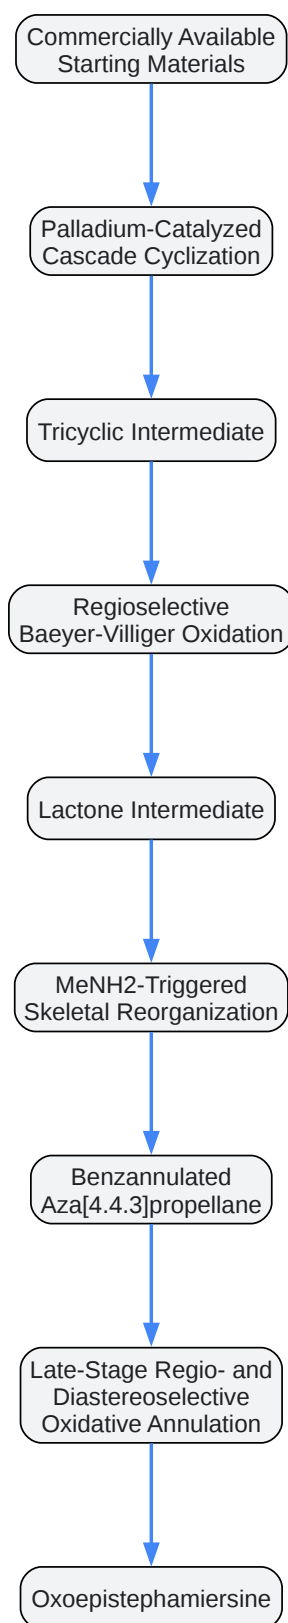 Commercially Available
Starting Materials
Palladium-Catalyzed
Cascade Cyclization
Tricyclic Intermediate
Regioselective
Baeyer-Villiger Oxidation
Lactone Intermediate
MeNH2-Triggered
Skeletal Reorganization
Benzannulated
Aza[4.4.3]propellane
Late-Stage Regio- and
Diastereoselective
Oxidative Annulation
Oxoepistephamiersine